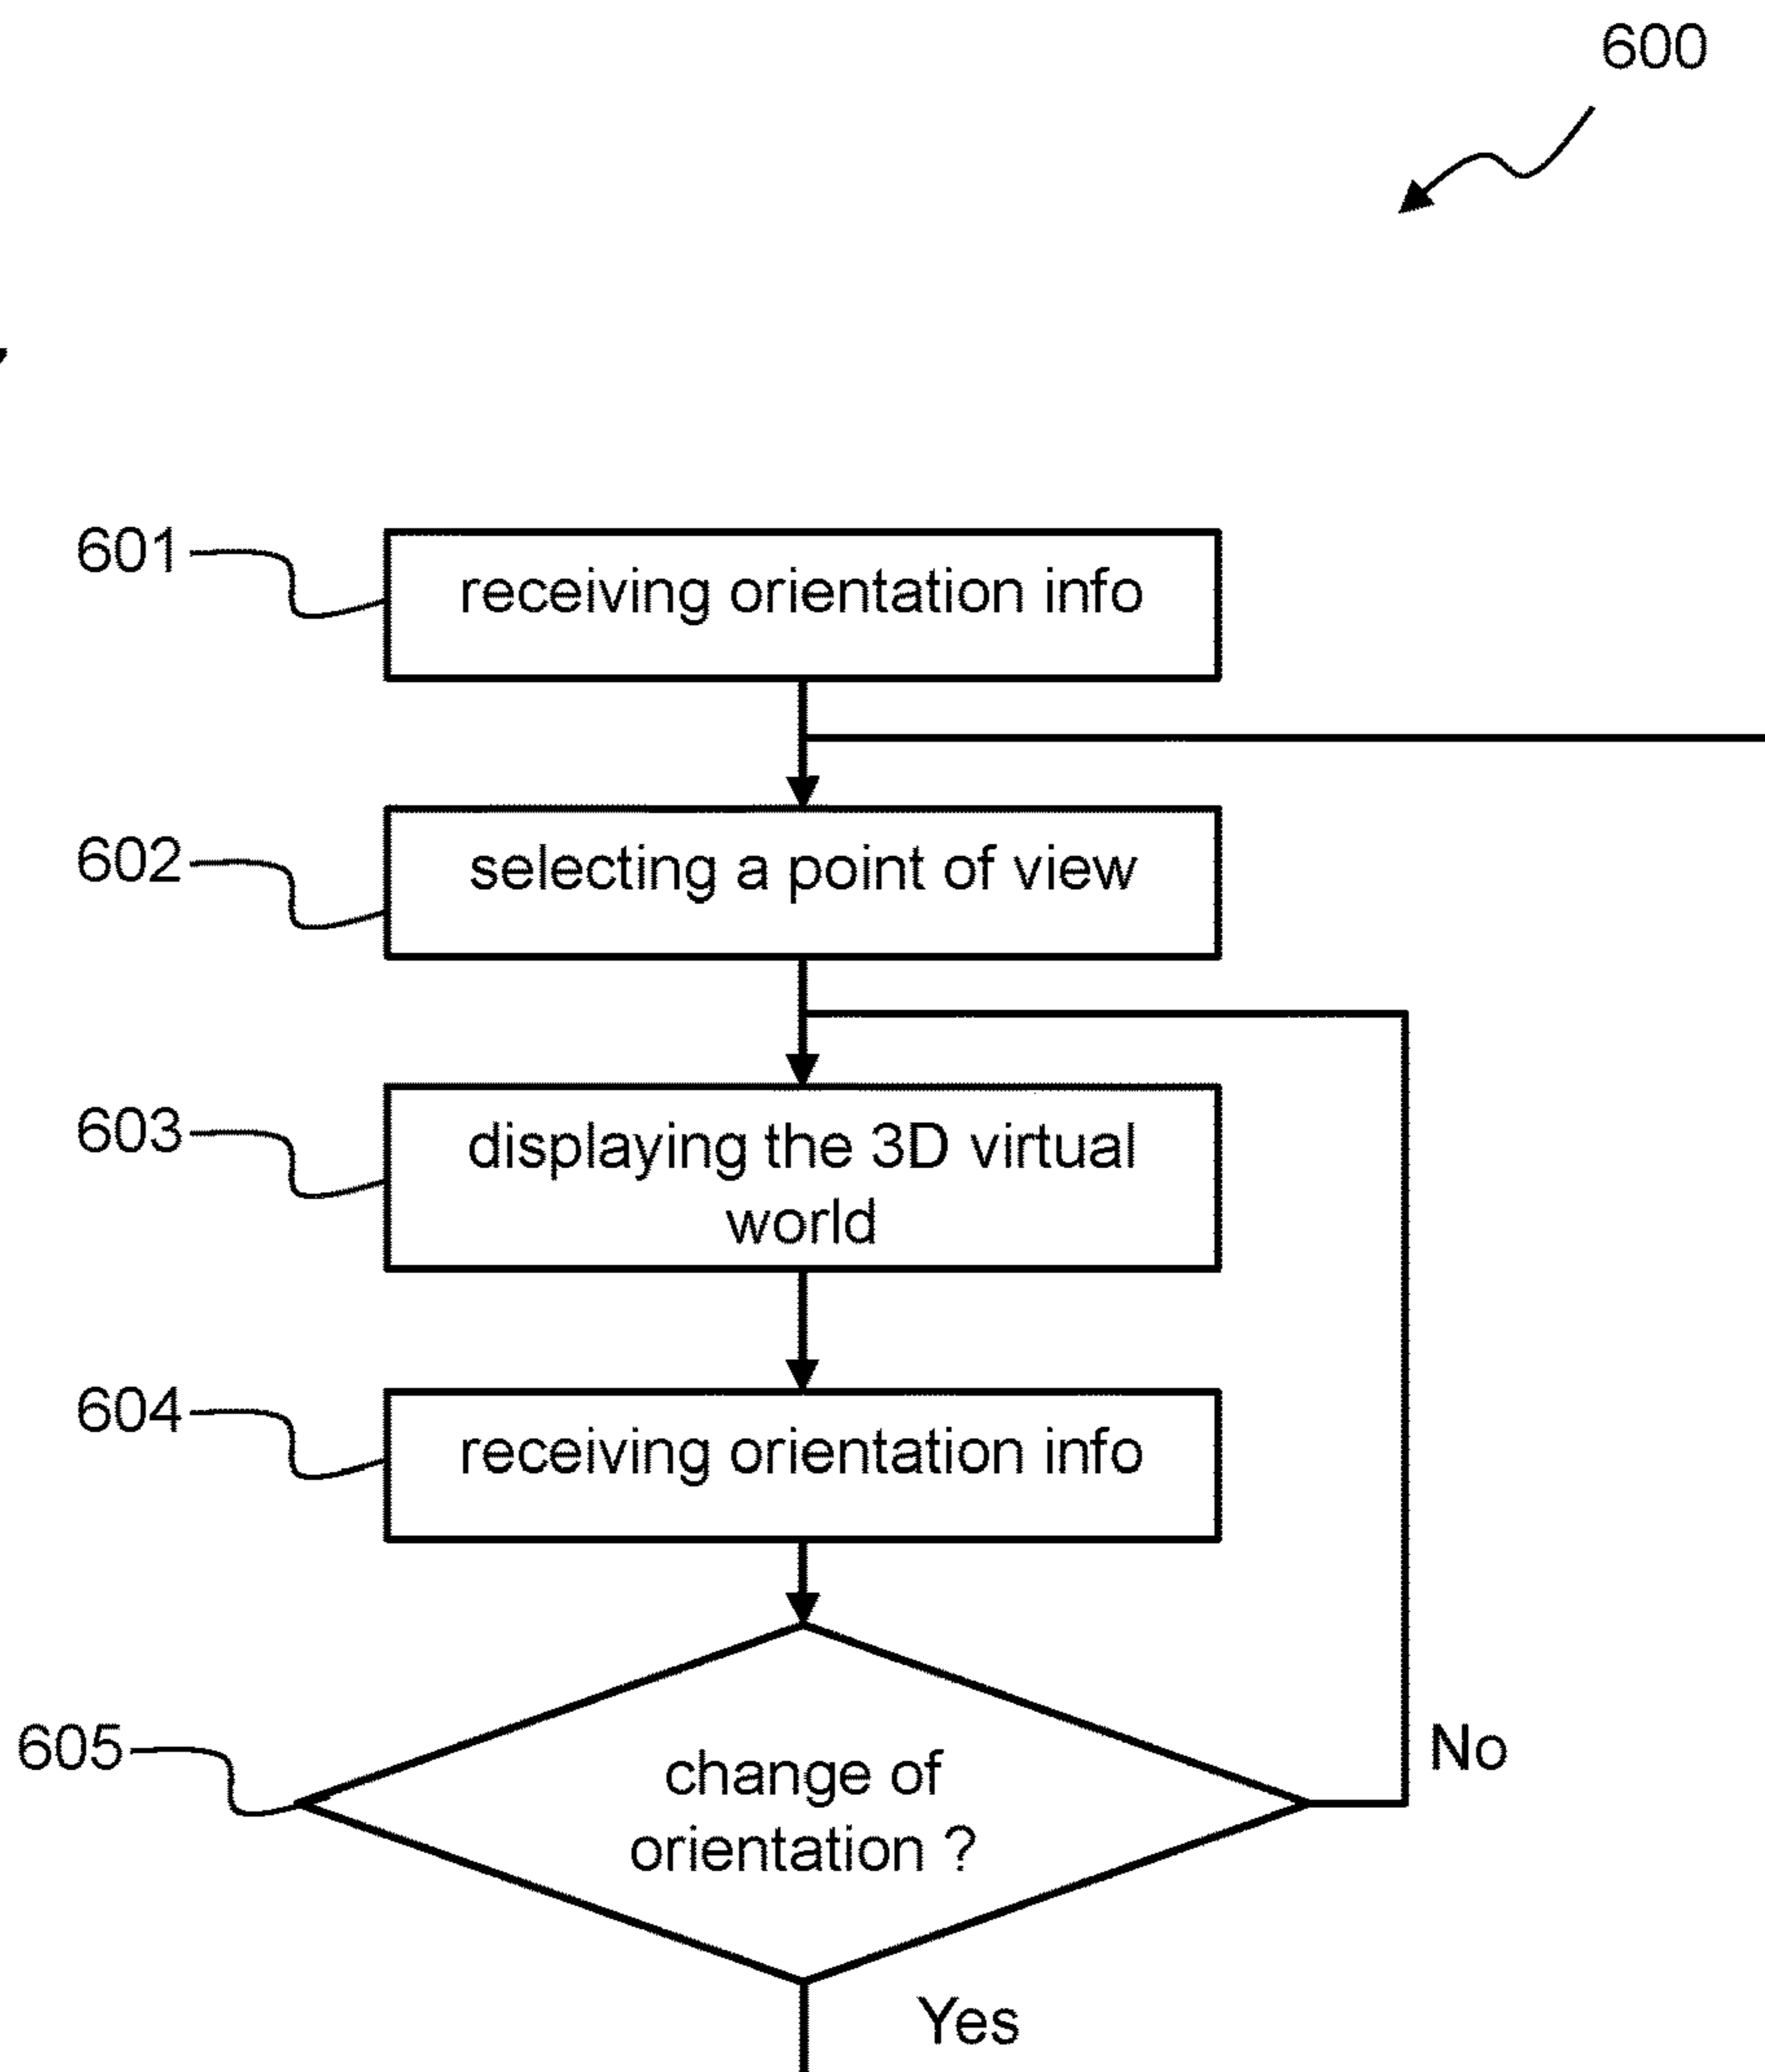 600
601
receiving orientation info
602
selecting a point of view
603
displaying the 3D virtual
world
604
receiving orientation info
605
change of
orientation ?
No
Yes